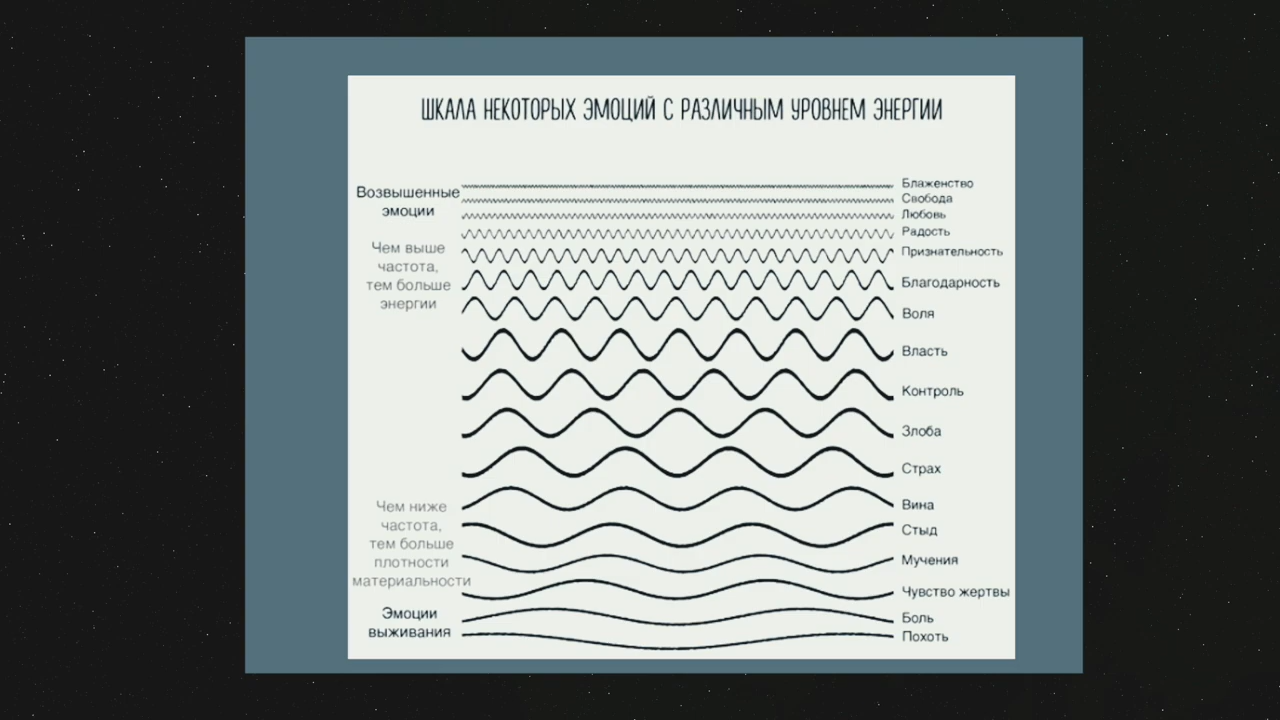 ШКАЛА НЕКОТОРЫХ ЭМОЦИЙ С РАЗЛИЧНЫМ УРОВНЕМ ЭНЕРГИИ
Возвышенные
эмоции
Чем выше
частота,
тем больше
энергии
Чем ниже
частота,
тем больше
плотности
материальности
Эмоции
выживания
Блаженство
Свобода
Любовь
Радость
Признательность
Благодарность
Воля
Власть
Контроль
Злоба
Страх
Вина
Стыд
Мучения
Чувство жертвы
Боль
Похоть